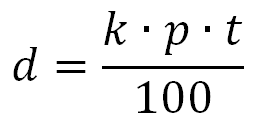 d = k · p · t / 100